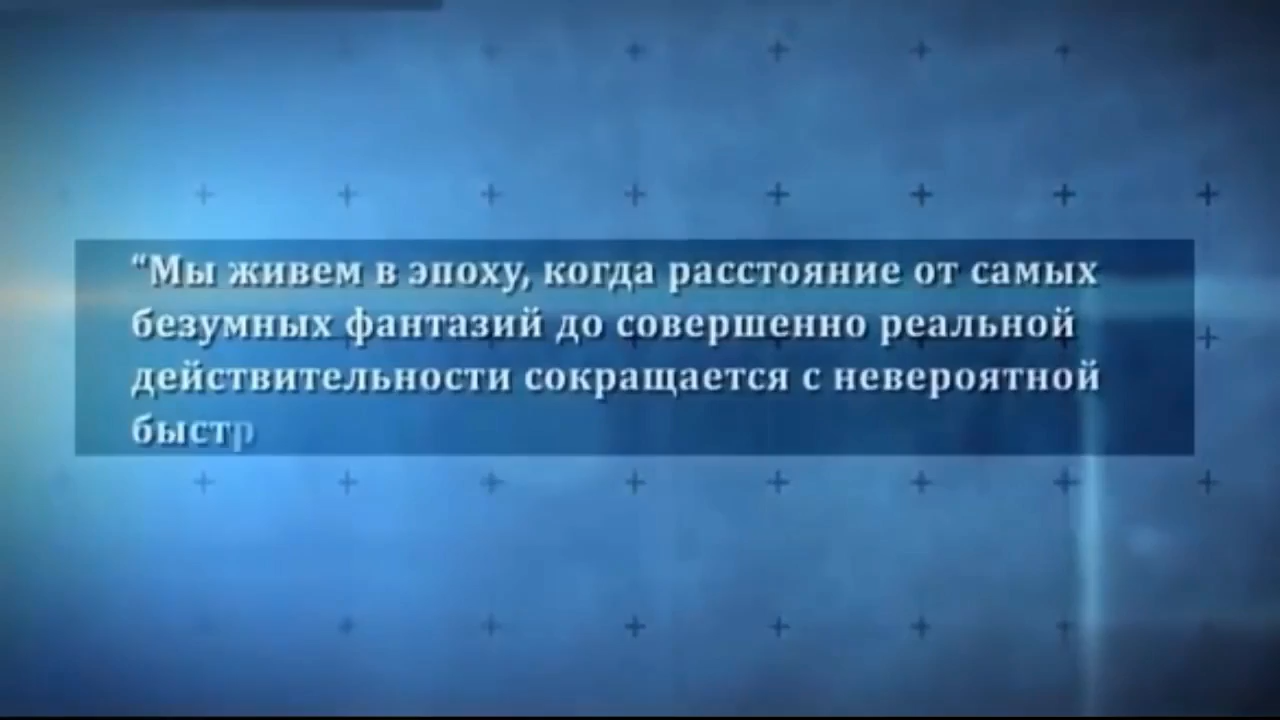 “Мы живем в эпоху, когда расстояние от самых
безумных фантазий до совершенно реальной
действительности сокращается с невероятной
быстр